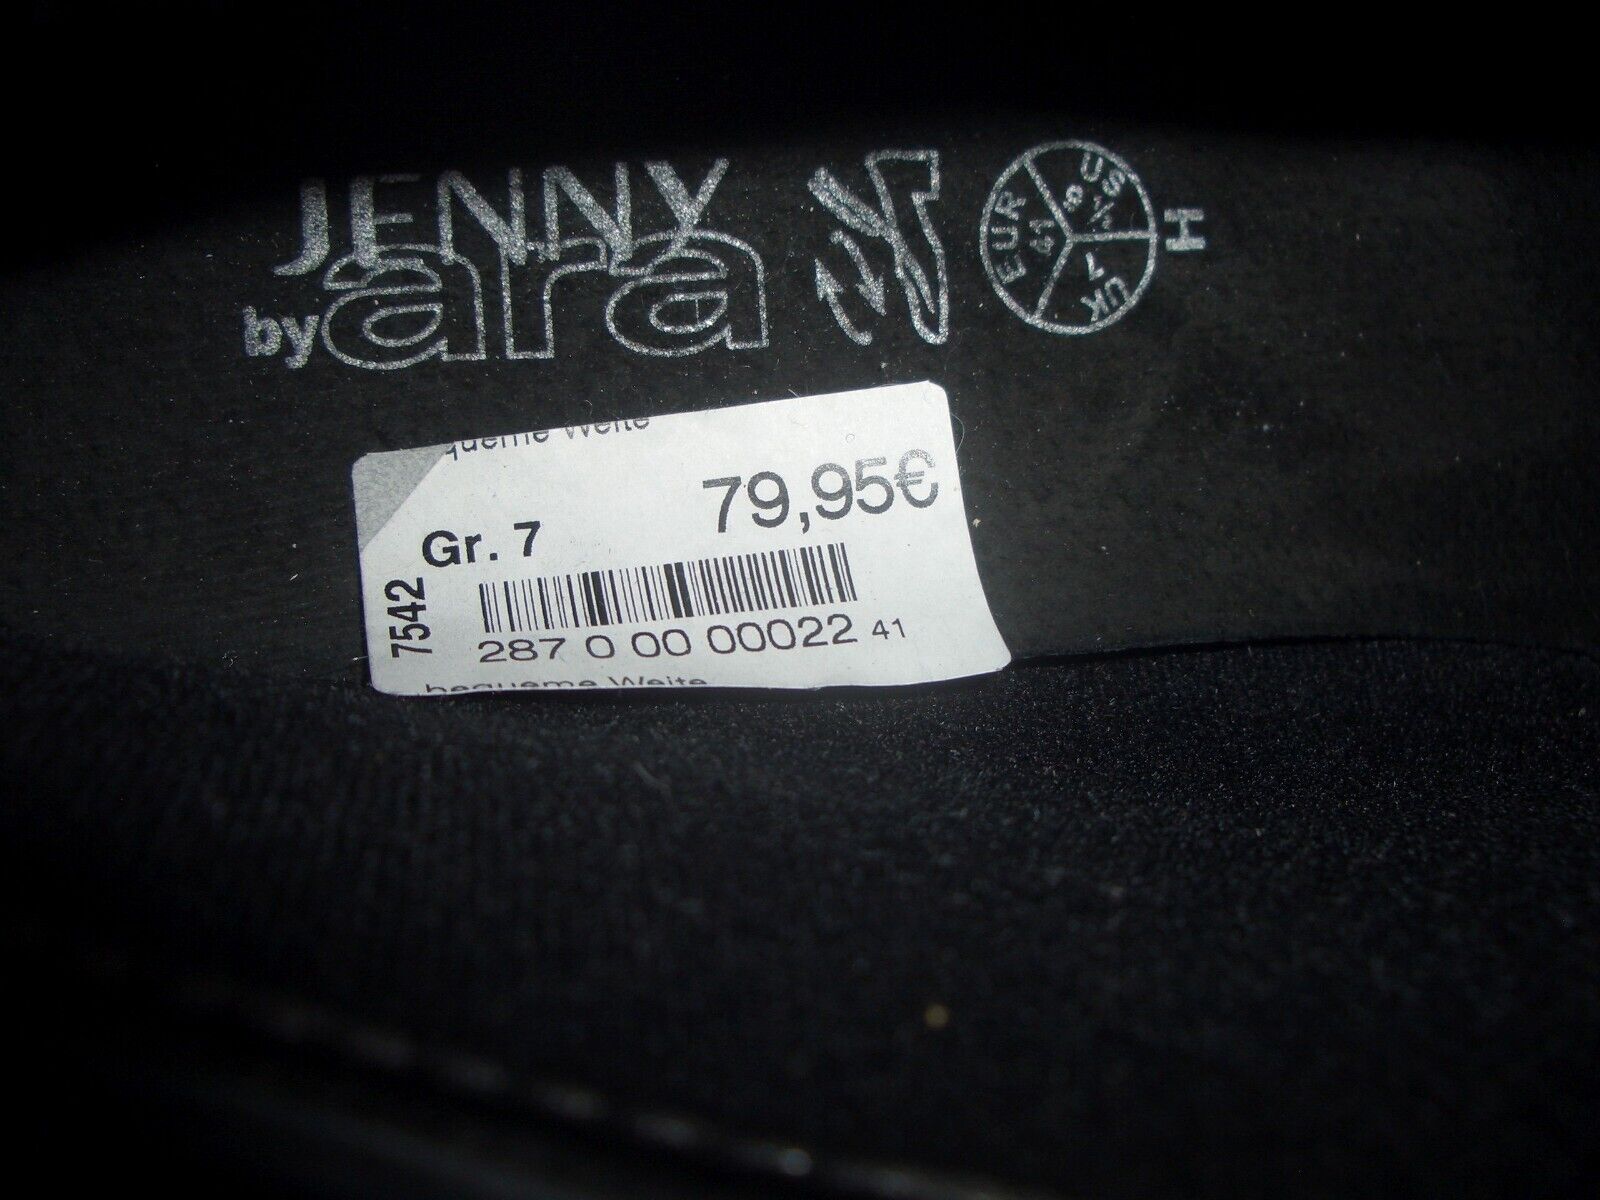 JENNY
by ara
EUR 41
US 9 1/2
UK 7
H
queme Weite
79,95€
Gr. 7
7542
287 0 00 00022 41
bequeme Weite